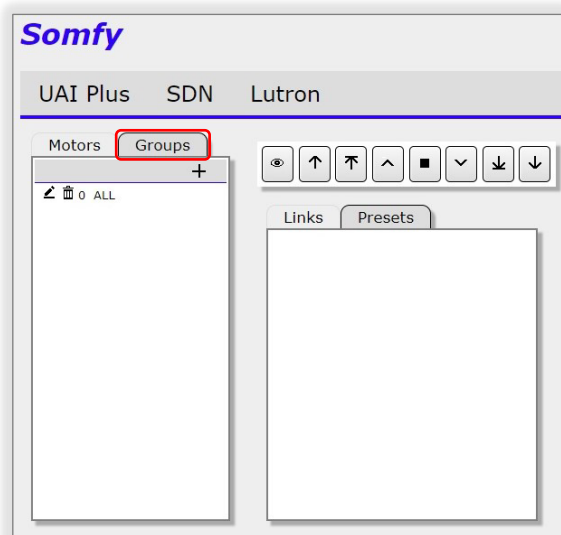 Somfy
UAI Plus SDN Lutron
Motors Groups
+
0 ALL
Links Presets